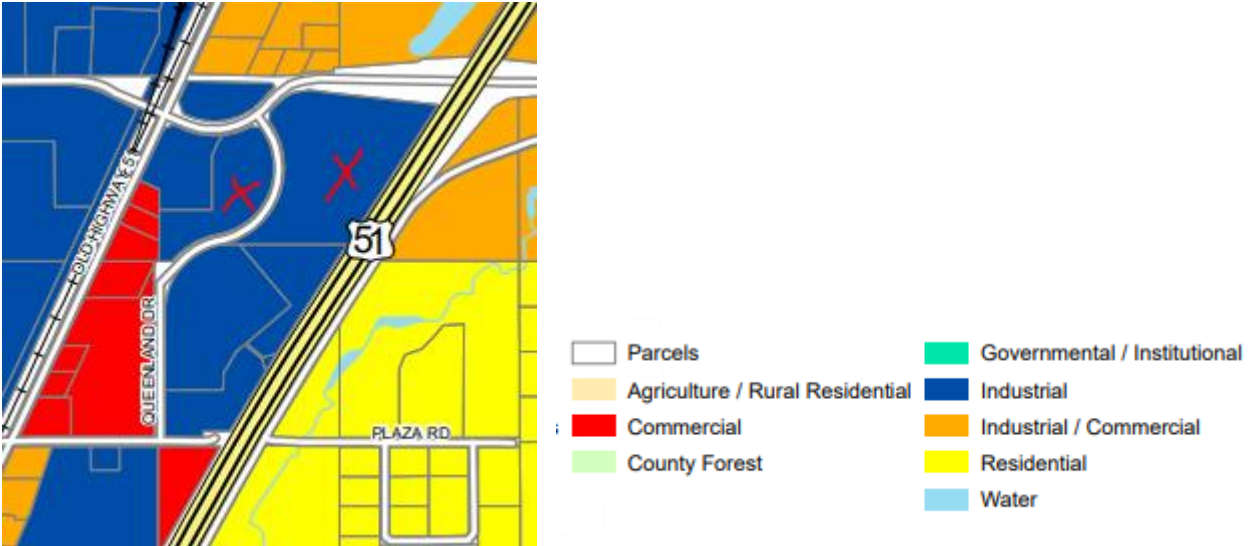 OLD HIGHWAY 51
51
QUEENLAND DR
PLAZA RD
Parcels
Agriculture / Rural Residential
Commercial
County Forest
Governmental / Institutional
Industrial
Industrial / Commercial
Residential
Water